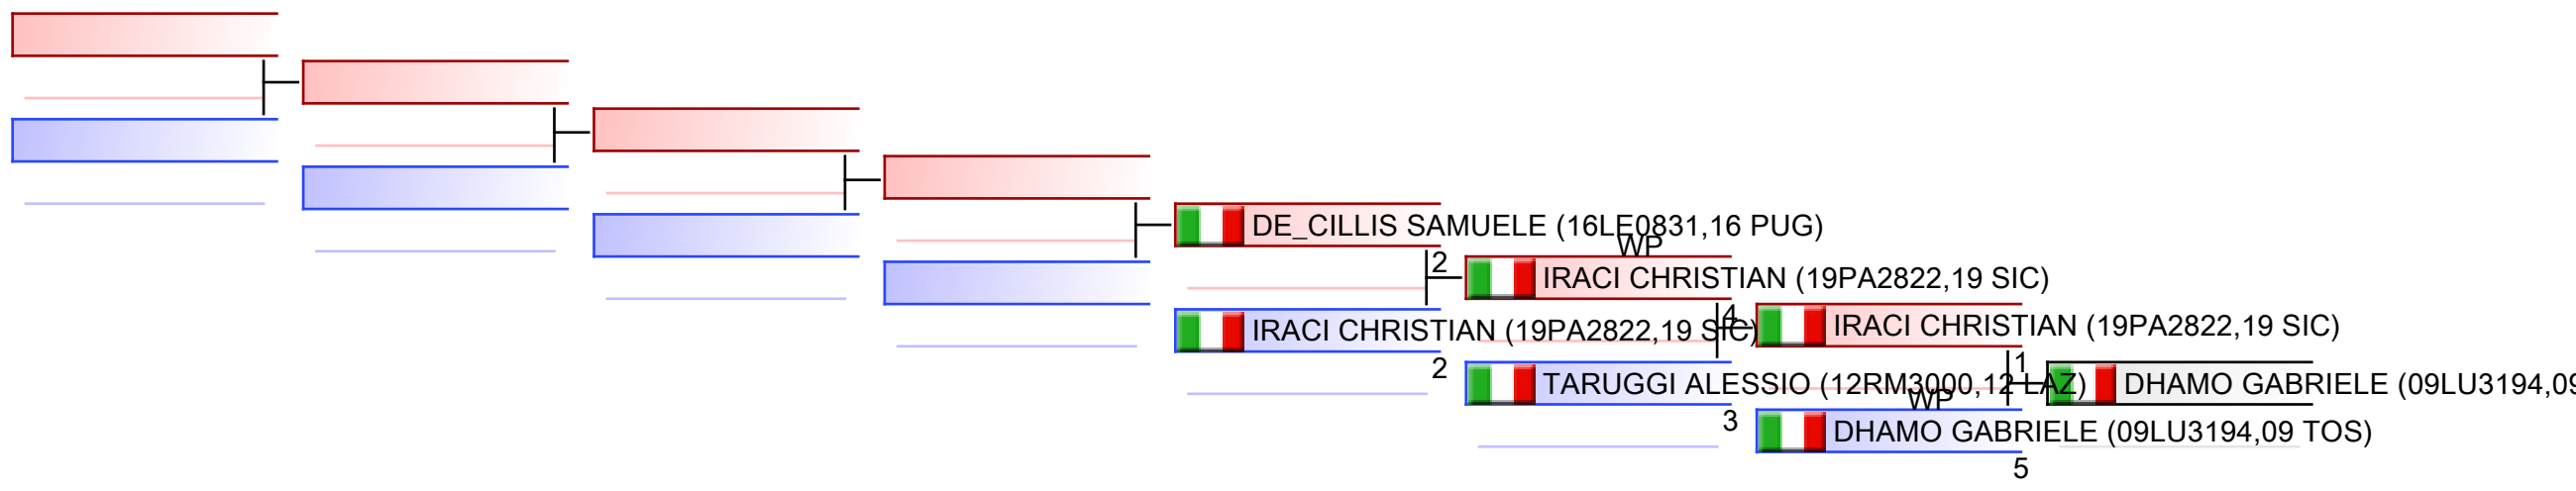 DE_CILLIS SAMUELE (16LE0831,16 PUG)
WP
2
IRACI CHRISTIAN (19PA2822,19 SIC)
4
IRACI CHRISTIAN (19PA2822,19 SIC)
IRACI CHRISTIAN (19PA2822,19 SIC)
2
1
TARUGGI ALESSIO (12RM3000,12 LAZ)
DHAMO GABRIELE (09LU3194,09
WP
3
DHAMO GABRIELE (09LU3194,09 TOS)
5